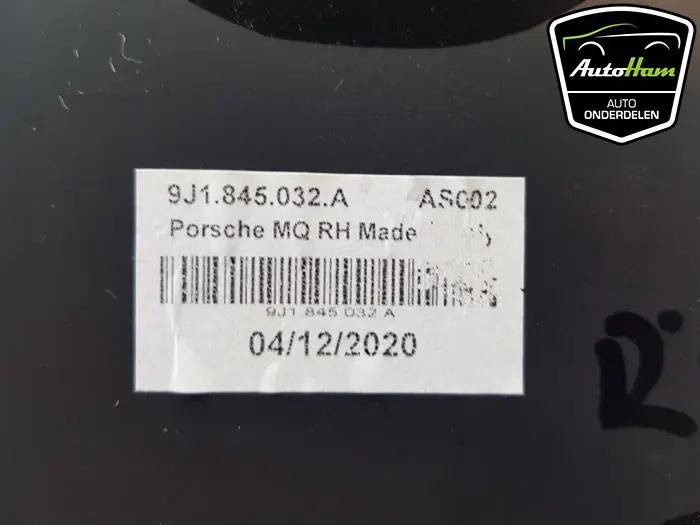 AutoHam
AUTO
ONDERDELEN
9J1.845.032.A AS002
Porsche MQ RH Made
9J1 845 032 A
04/12/2020
R